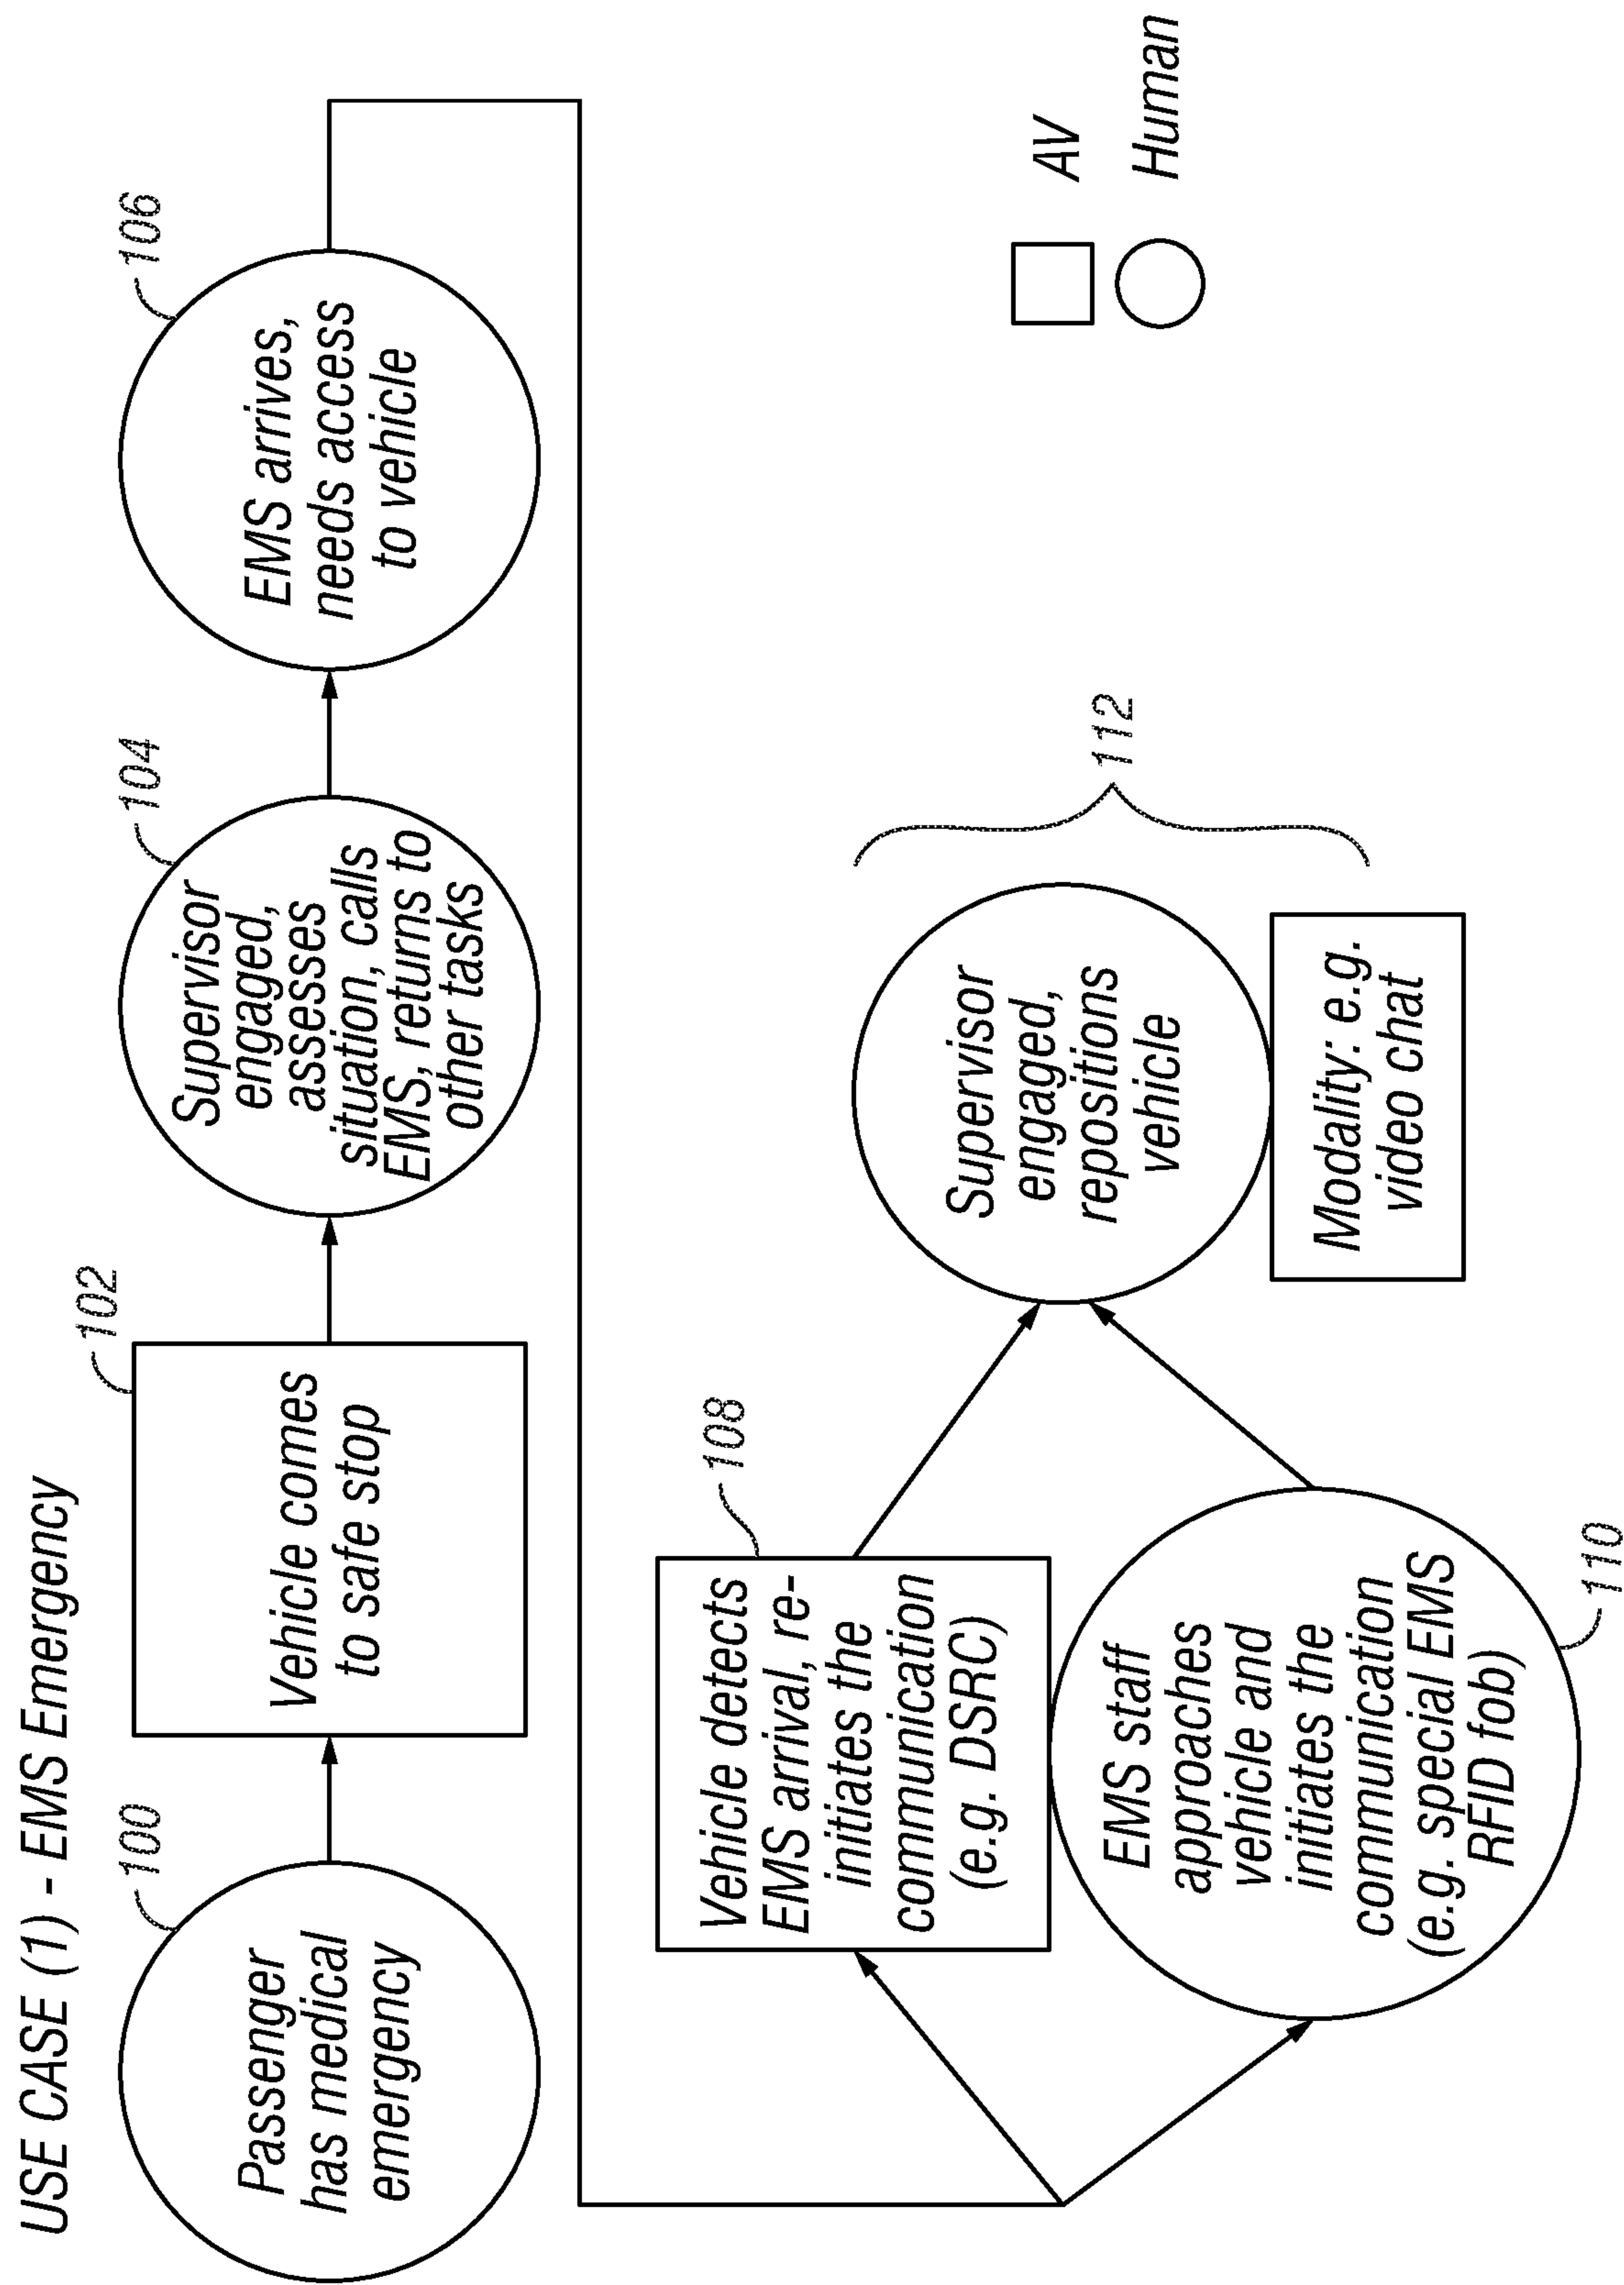 USE CASE (1) - EMS Emergency
100
Passenger
has medical
emergency
102
Vehicle comes
to safe stop
104
Supervisor
engaged,
assesses
situation, calls
EMS, returns to
other tasks
106
EMS arrives,
needs access
to vehicle
108
Vehicle detects
EMS arrival, re-
initiates the
communication
(e.g. DSRC)
EMS staff
approaches
vehicle and
initiates the
communication
(e.g. special EMS
RFID fob)
110
Supervisor
engaged,
repositions
vehicle
Modality: e.g.
video chat
112
AV
Human